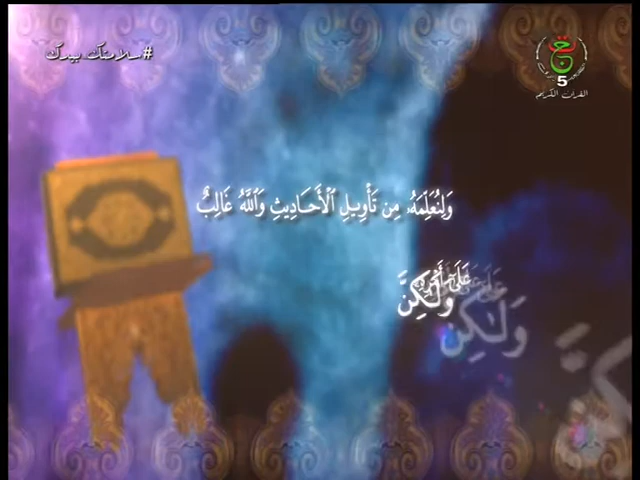 #سلامتك بيدك
5
القرآن الكريم
وَلِنُعَلِّمَهُۥ مِن تَأْوِيلِ ٱلْأَحَادِيثِ وَٱللَّهُ غَالِبٌ
عَلَىٰٓ أَمْرِهِۦ وَلَٰكِنَّ